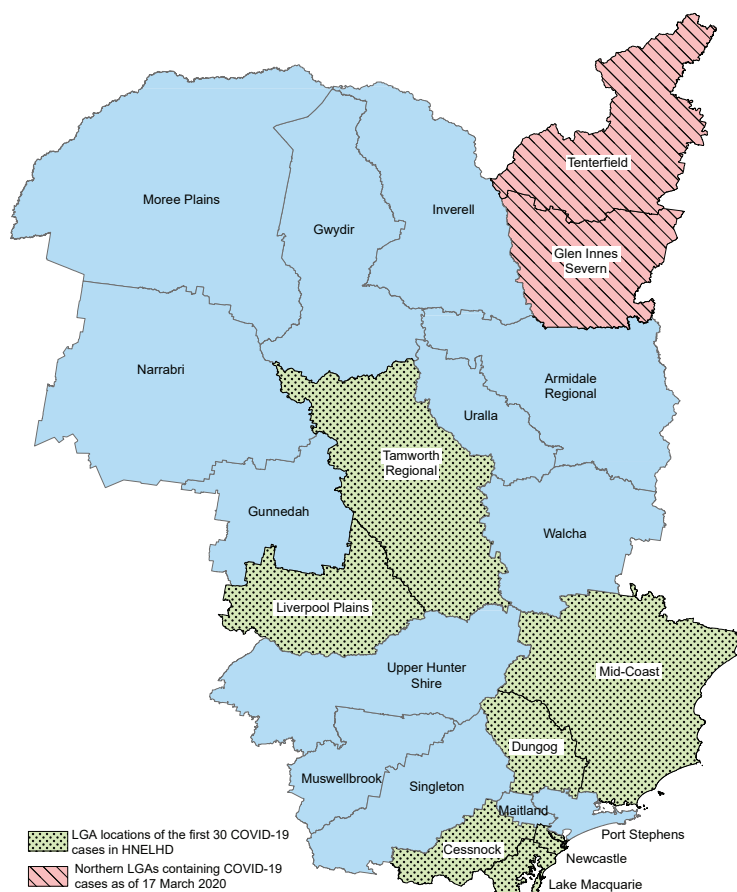 Tenterfield
Moree Plains
Inverell
Gwydir
Glen Innes
Severn
Narrabri
Armidale
Regional
Uralla
Tamworth
Regional
Gunnedah
Walcha
Liverpool Plains
Upper Hunter
Shire
Mid-Coast
Dungog
Muswellbrook
Singleton
Maitland
Port Stephens
Cessnock
Newcastle
Lake Macquarie
LGA locations of the first 30 COVID-19
cases in HNELHD
Northern LGAs containing COVID-19
cases as of 17 March 2020